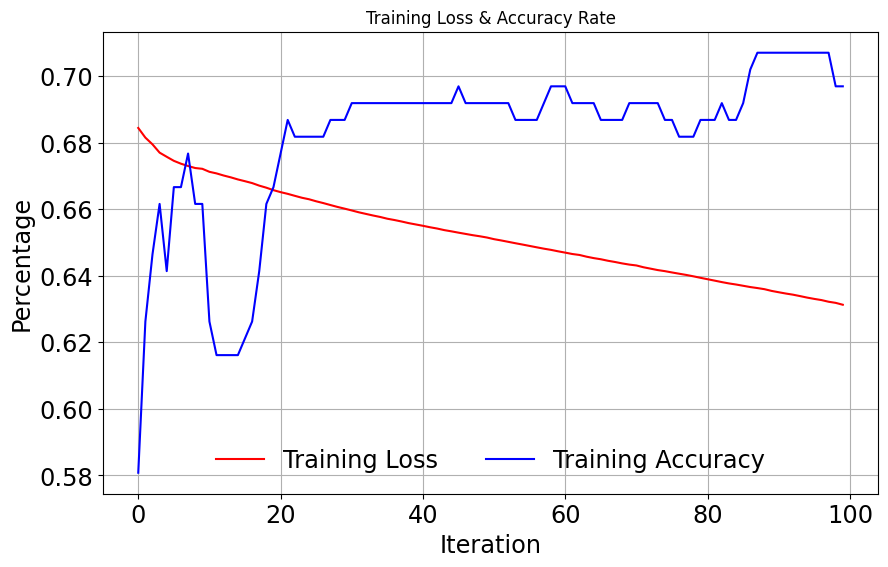 Training Loss & Accuracy Rate
0.70
0.68
0.66
0.64
0.62
0.60
0.58
Percentage
Training Loss
Training Accuracy
0
20
40
60
80
100
Iteration